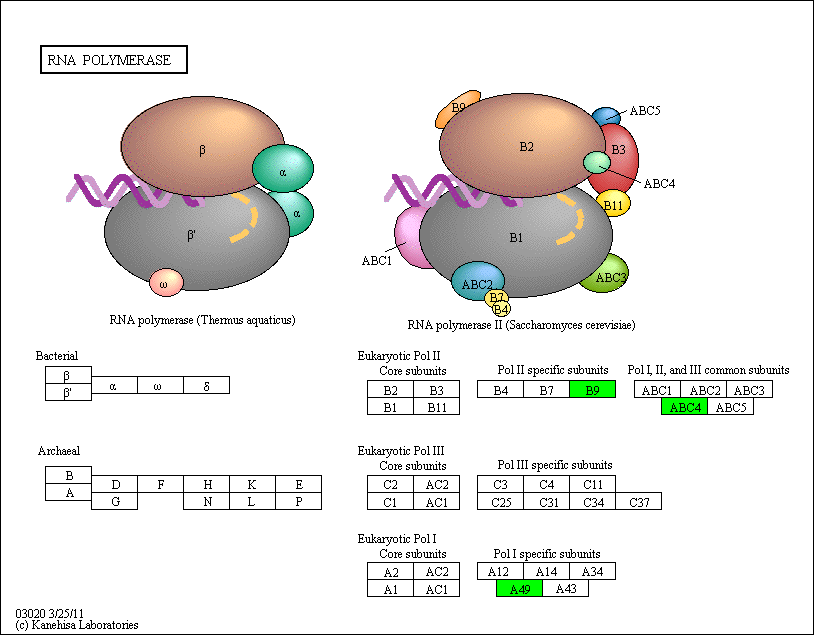 RNA POLYMERASE
β
α
α
β'
ω
RNA polymerase (Thermus aquaticus)
B9
ABC5
B2
B3
ABC4
B11
B1
ABC1
ABC2
ABC3
B7
B4
RNA polymerase II (Saccharomyces cerevisiae)
Bacterial
β
β'
α ω δ
Archaeal
B
A
D F H K E
G N L P
Eukaryotic Pol II
Core subunits
B2 B3
B1 B11
Pol II specific subunits
B4 B7 B9
Pol I, II, and III common subunits
ABC1 ABC2 ABC3
ABC4 ABC5
Eukaryotic Pol III
Core subunits
C2 AC2
C1 AC1
Pol III specific subunits
C3 C4 C11
C25 C31 C34 C37
Eukaryotic Pol I
Core subunits
A2 AC2
A1 AC1
Pol I specific subunits
A12 A14 A34
A49 A43
03020 3/25/11
(c) Kanehisa Laboratories